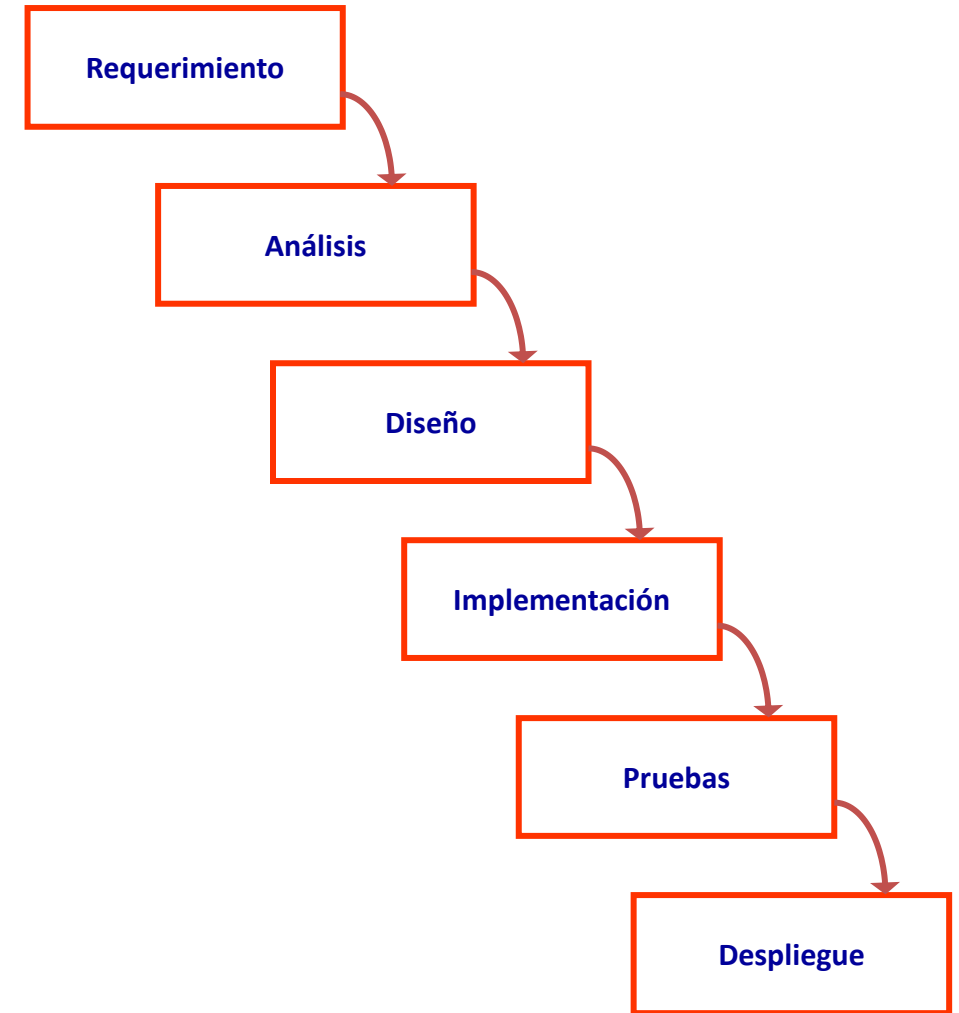 Requerimiento
Análisis
Diseño
Implementación
Pruebas
Despliegue